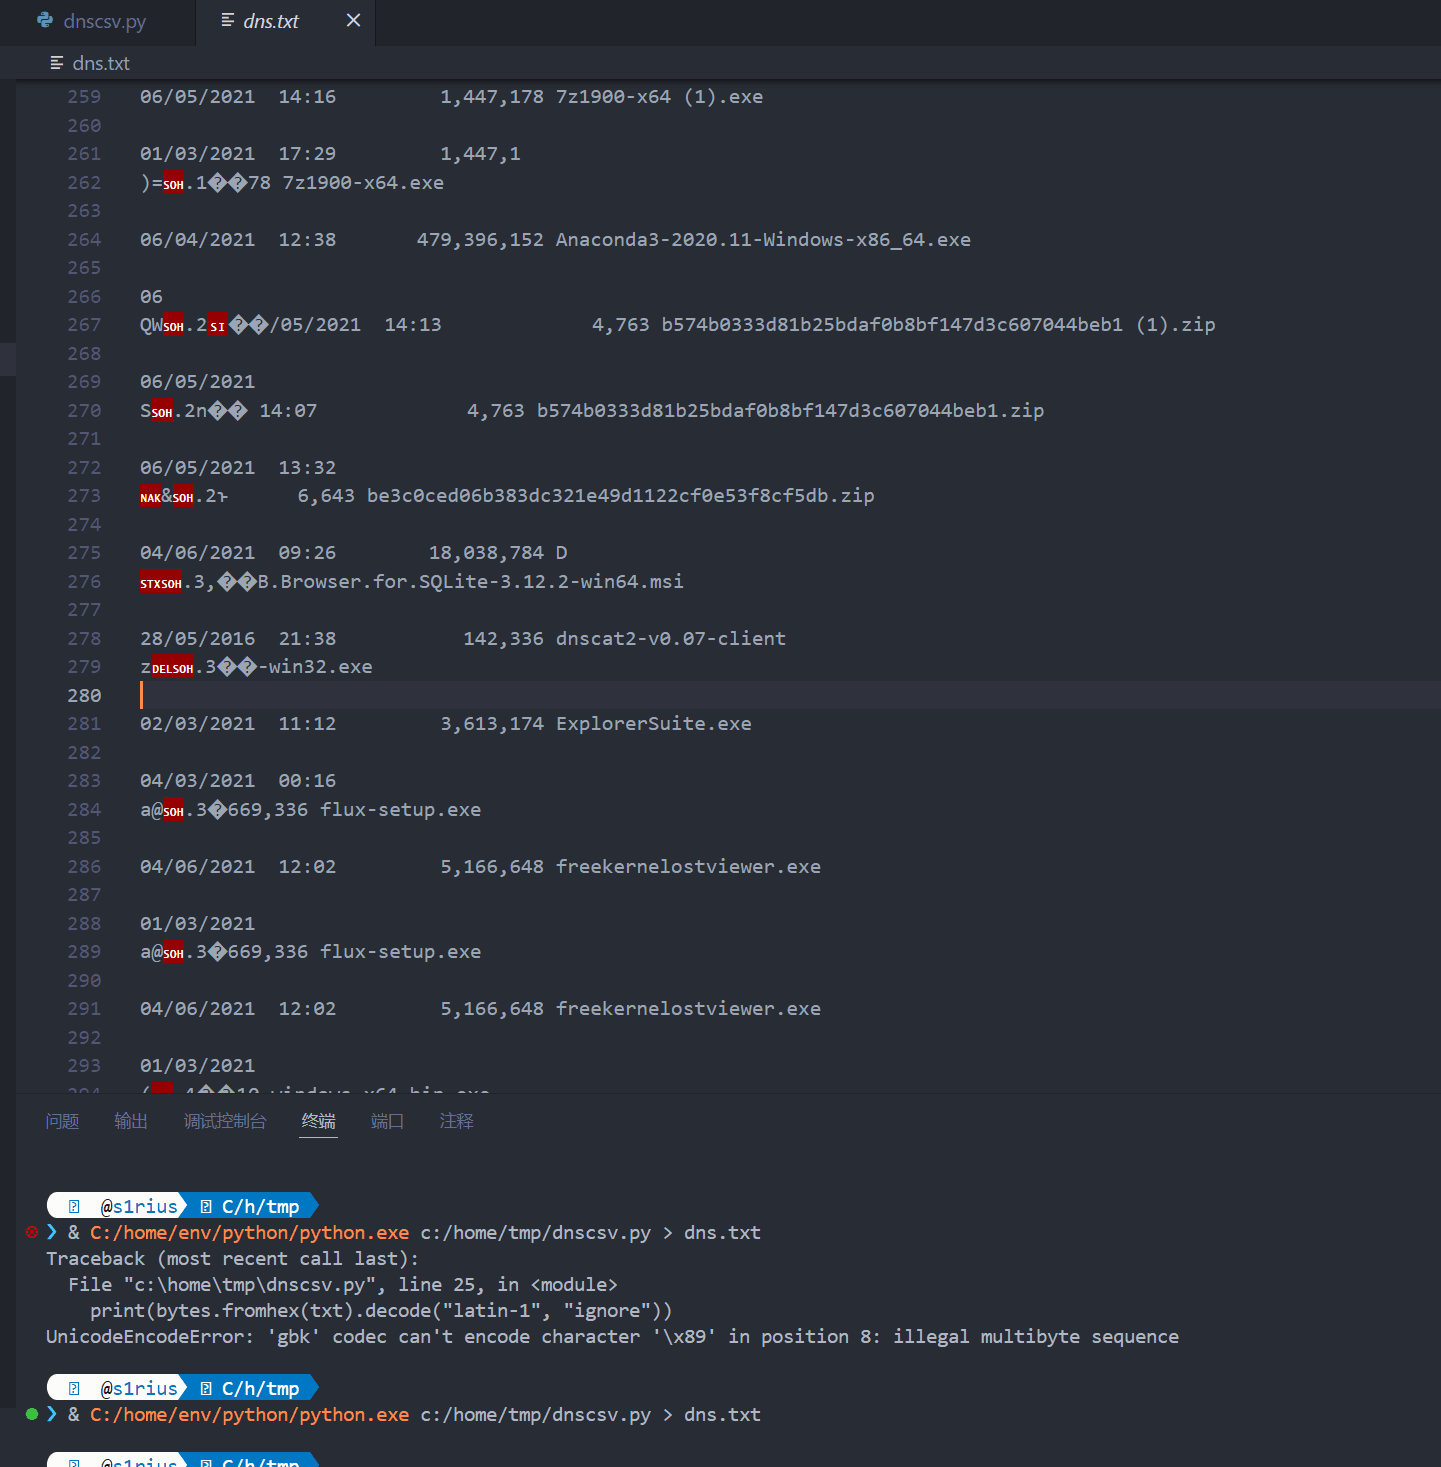 dnscsv.py dns.txt
dns.txt
259 06/05/2021 14:16 1,447,178 7z1900-x64 (1).exe
260
261 01/03/2021 17:29 1,447,1
262 )=SOH.1��78 7z1900-x64.exe
263
264 06/04/2021 12:38 479,396,152 Anaconda3-2020.11-Windows-x86_64.exe
265
266 06
267 QWSOH.2SI��/05/2021 14:13 4,763 b574b0333d81b25bdaf0b8bf147d3c607044beb1 (1).zip
268
269 06/05/2021
270 SSOH.2n�� 14:07 4,763 b574b0333d81b25bdaf0b8bf147d3c607044beb1.zip
271
272 06/05/2021 13:32
273 NAK&SOH.2 6,643 be3c0ced06b383dc321e49d1122cf0e53f8cf5db.zip
274
275 04/06/2021 09:26 18,038,784 D
276 STXSOH.3,��B.Browser.for.SQLite-3.12.2-win64.msi
277
278 28/05/2016 21:38 142,336 dnscat2-v0.07-client
279 zDELSOH.3��-win32.exe
280
281 02/03/2021 11:12 3,613,174 ExplorerSuite.exe
282
283 04/03/2021 00:16
284 a@SOH.3�669,336 flux-setup.exe
285
286 04/06/2021 12:02 5,166,648 freekernelostviewer.exe
287
288 01/03/2021
289 a@SOH.3�669,336 flux-setup.exe
290
291 04/06/2021 12:02 5,166,648 freekernelostviewer.exe
292
293 01/03/2021
问题 输出 调试控制台 终端 端口 注释
@s1rius C/h/tmp
❯ & C:/home/env/python/python.exe c:/home/tmp/dnscsv.py > dns.txt
Traceback (most recent call last):
File "c:\home\tmp\dnscsv.py", line 25, in <module>
print(bytes.fromhex(txt).decode("latin-1", "ignore"))
UnicodeEncodeError: 'gbk' codec can't encode character '\x89' in position 8: illegal multibyte sequence
@s1rius C/h/tmp
❯ & C:/home/env/python/python.exe c:/home/tmp/dnscsv.py > dns.txt
@s1rius C/h/tmp